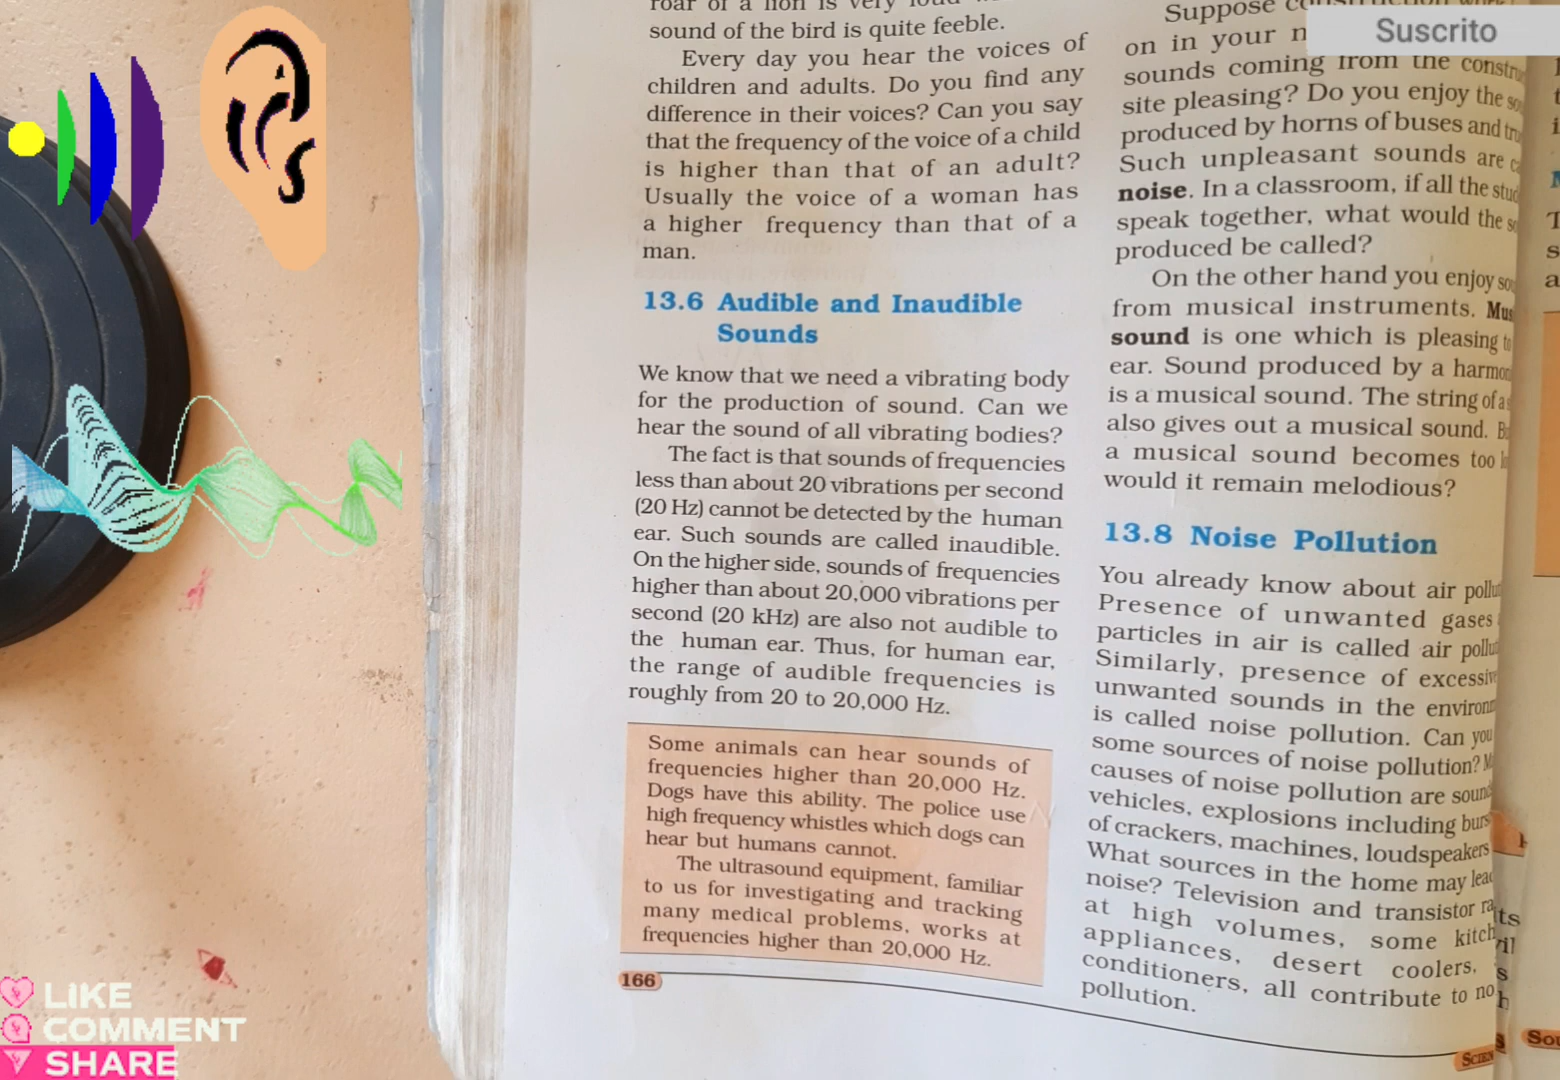 sound of the bird is quite feeble.
Every day you hear the voices of
children and adults. Do you find any
difference in their voices? Can you say
that the frequency of the voice of a child
is higher than that of an adult?
Usually the voice of a woman has
a higher frequency than that of a
man.
13.6 Audible and Inaudible
Sounds
We know that we need a vibrating body
for the production of sound. Can we
hear the sound of all vibrating bodies?
The fact is that sounds of frequencies
less than about 20 vibrations per second
(20 Hz) cannot be detected by the human
ear. Such sounds are called inaudible.
On the higher side, sounds of frequencies
higher than about 20,000 vibrations per
second (20 kHz) are also not audible to
the human ear. Thus, for human ear,
the range of audible frequencies is
roughly from 20 to 20,000 Hz.
Some animals can hear sounds of
frequencies higher than 20,000 Hz.
Dogs have this ability. The police use
high frequency whistles which dogs can
hear but humans cannot.
The ultrasound equipment, familiar
to us for investigating and tracking
many medical problems, works at
frequencies higher than 20,000 Hz.
166
Suppose
on in your
sounds coming from the
site pleasing? Do you enjoy the
produced by horns of buses and
Such unpleasant sounds are
noise. In a classroom, if all the
speak together, what would the
produced be called?
On the other hand you enjoy
from musical instruments.
sound is one which is pleasing
ear. Sound produced by a
is a musical sound. The string of a
also gives out a musical sound.
a musical sound becomes too
would it remain melodious?
13.8 Noise Pollution
You already know about air
Presence of unwanted gases
particles in air is called air
Similarly, presence of
unwanted sounds in the
is called noise pollution. Can you
some sources of noise pollution?
causes of noise pollution are
vehicles, explosions including
of crackers, machines, loudspeakers
What sources in the home may
noise? Television and transistor
at high volumes, some
appliances, desert coolers,
conditioners, all contribute to
pollution.
Suscrito
LIKE
COMMENT
SHARE